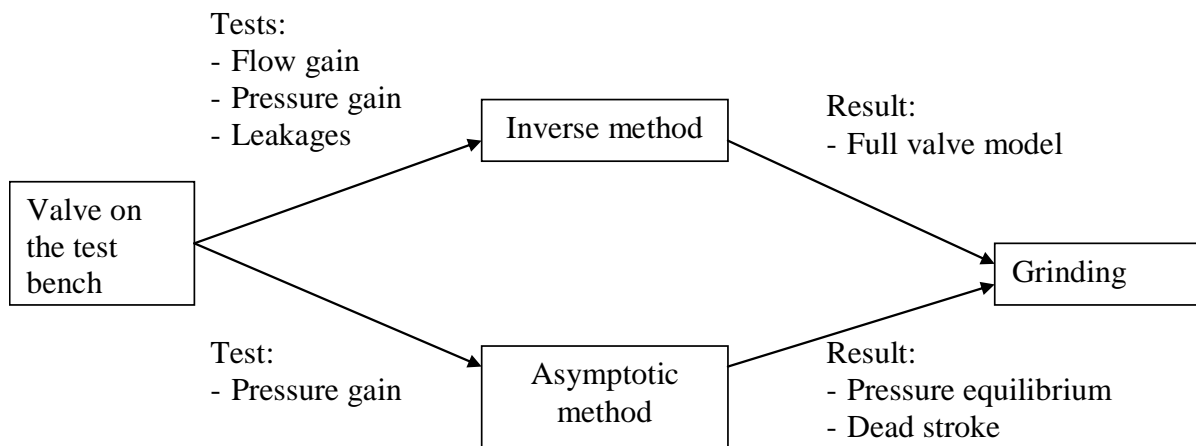 Tests:
- Flow gain
- Pressure gain
- Leakages
Inverse method
Result:
- Full valve model
Valve on
the test
bench
Grinding
Test:
- Pressure gain
Asymptotic
method
Result:
- Pressure equilibrium
- Dead stroke